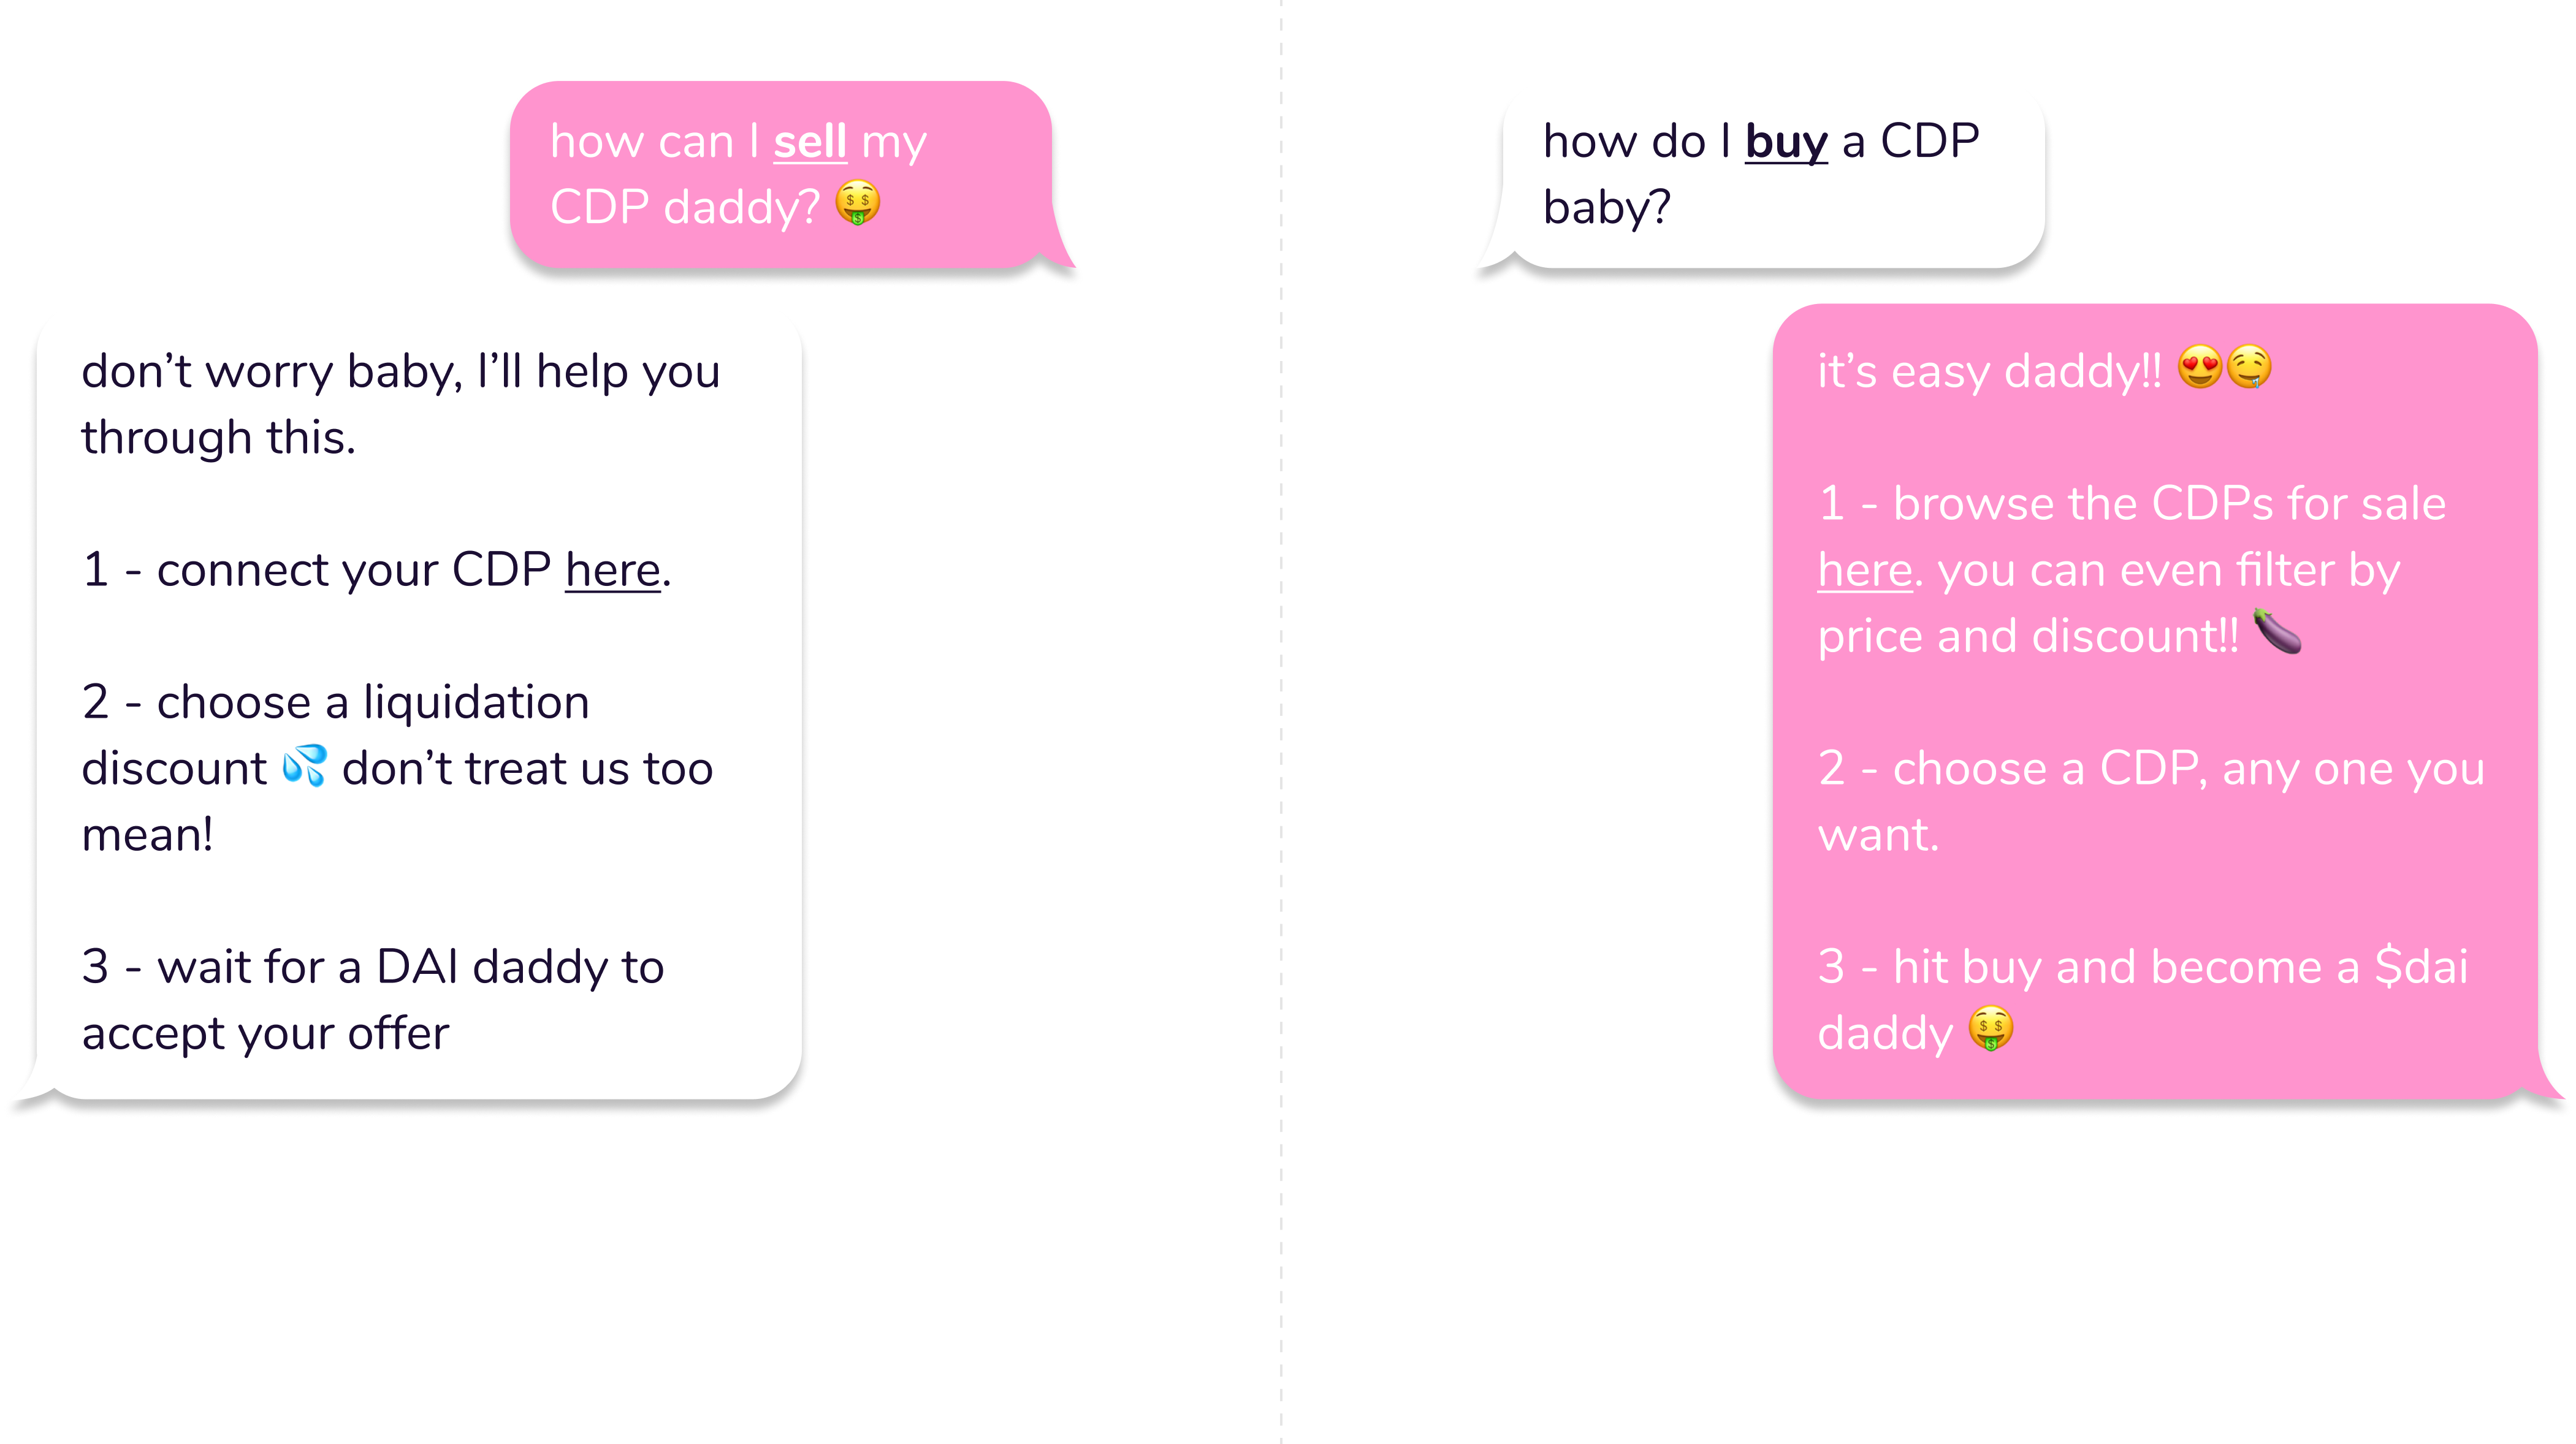 how can I sell my
CDP daddy? 🤑
don’t worry baby, I’ll help you
through this.
1 - connect your CDP here.
2 - choose a liquidation
discount 💦 don’t treat us too
mean!
3 - wait for a DAI daddy to
accept your offer
how do I buy a CDP
baby?
it’s easy daddy!! 😍🤤
1 - browse the CDPs for sale
here. you can even filter by
price and discount!! 🍆
2 - choose a CDP, any one you
want.
3 - hit buy and become a $dai
daddy 🤑